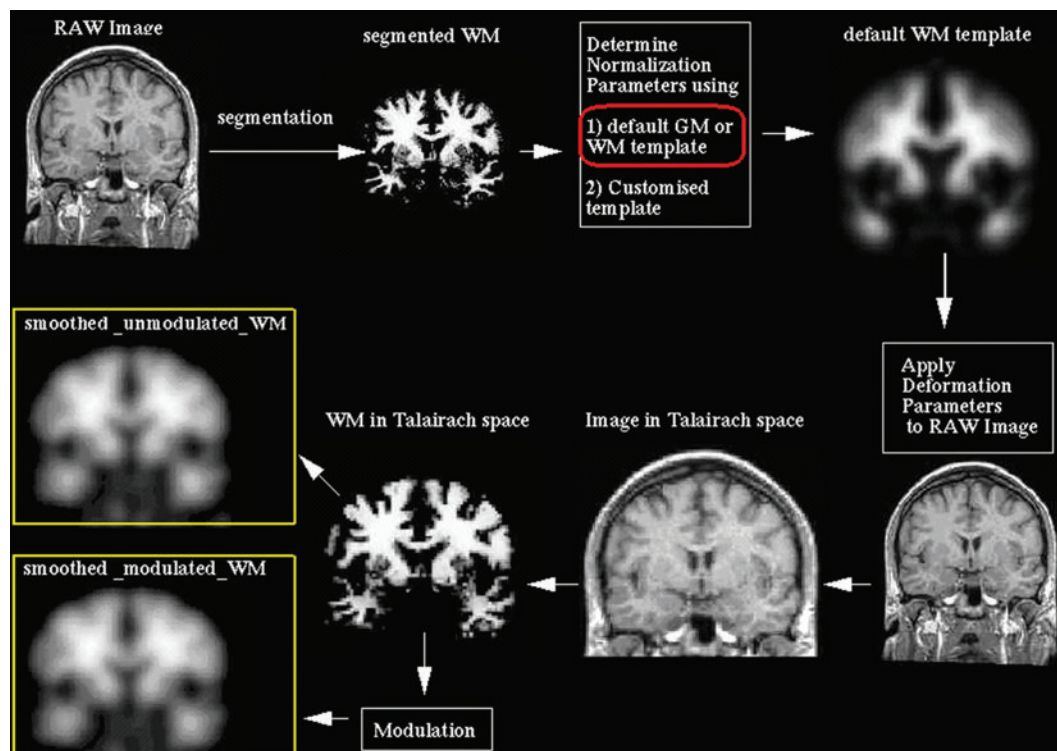 RAW Image
segmented WM
segmentation
Determine
Normalization
Parameters using
1) default GM or
WM template
2) Customised
template
default WM template
Apply
Deformation
Parameters
to RAW Image
Image in Talairach space
WM in Talairach space
smoothed _unmodulated_WM
Modulation
smoothed _modulated_WM